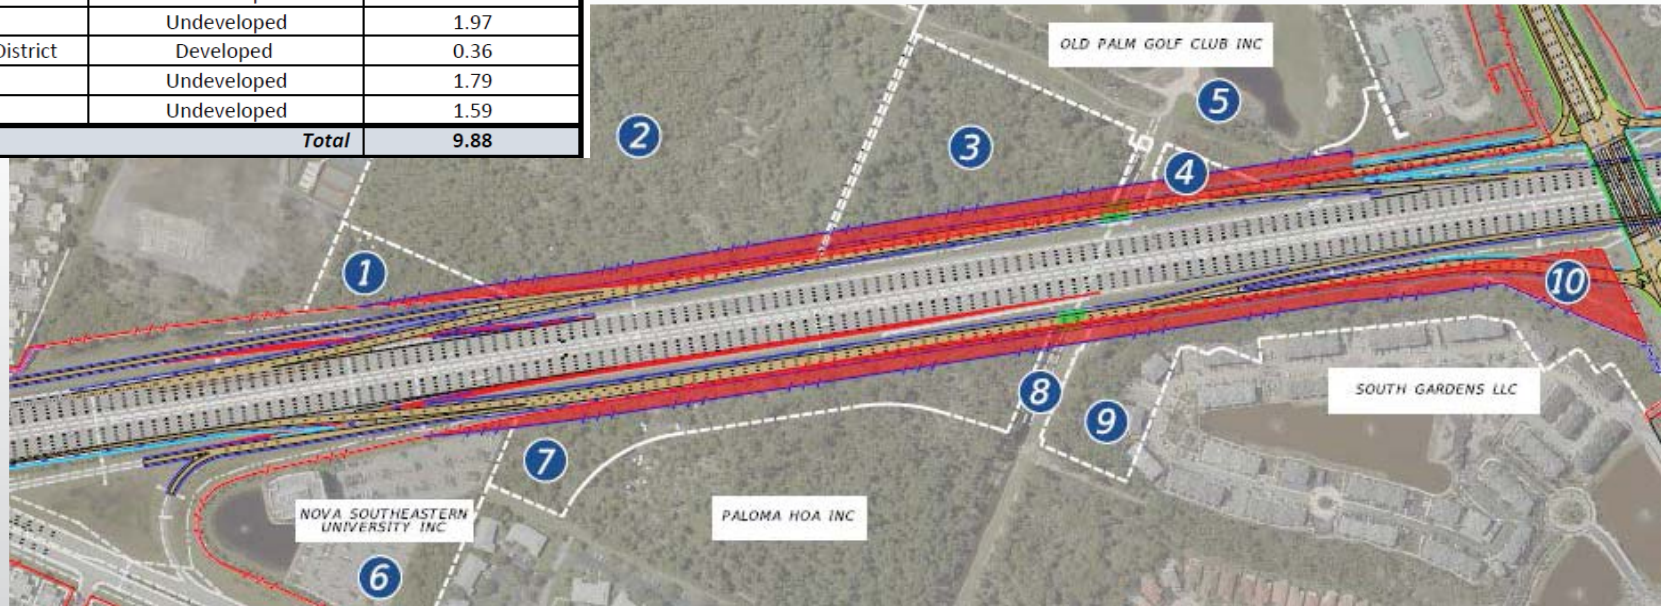 Undeveloped 1.97
District Developed 0.36
Undeveloped 1.79
Undeveloped 1.59
Total 9.88
OLD PALM GOLF CLUB INC
5
2
3
4
1
10
8
SOUTH GARDENS LLC
9
7
NOVA SOUTHEASTERN
UNIVERSITY INC
PALOMA HOA INC
6